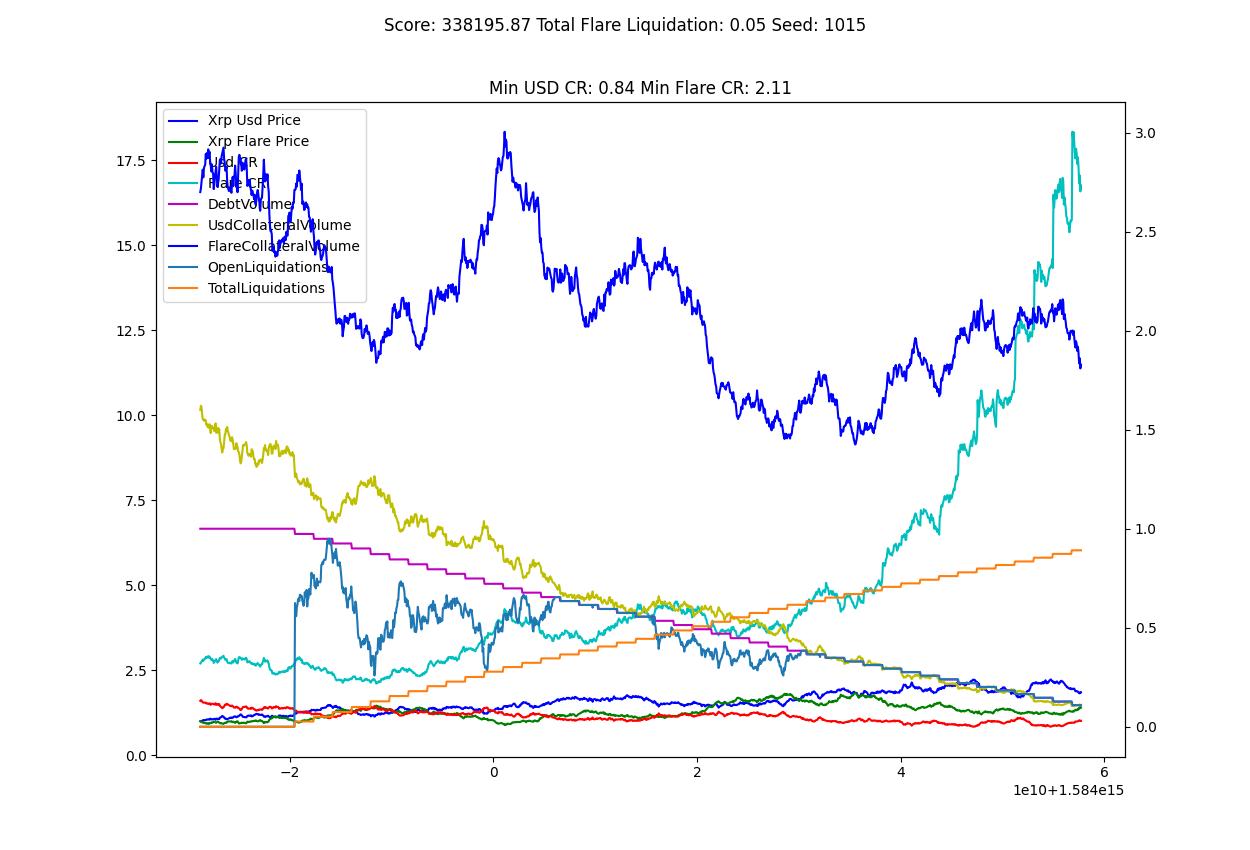 Score: 338195.87 Total Flare Liquidation: 0.05 Seed: 1015
Min USD CR: 0.84 Min Flare CR: 2.11
Xrp Usd Price
Xrp Flare Price
Usd CR
Flare CR
DebtVolume
UsdCollateralVolume
FlareCollateralVolume
OpenLiquidations
TotalLiquidations
17.5
15.0
12.5
10.0
7.5
5.0
2.5
0.0
3.0
2.5
2.0
1.5
1.0
0.5
0.0
−2
0
2
4
6
1e10+1.584e15